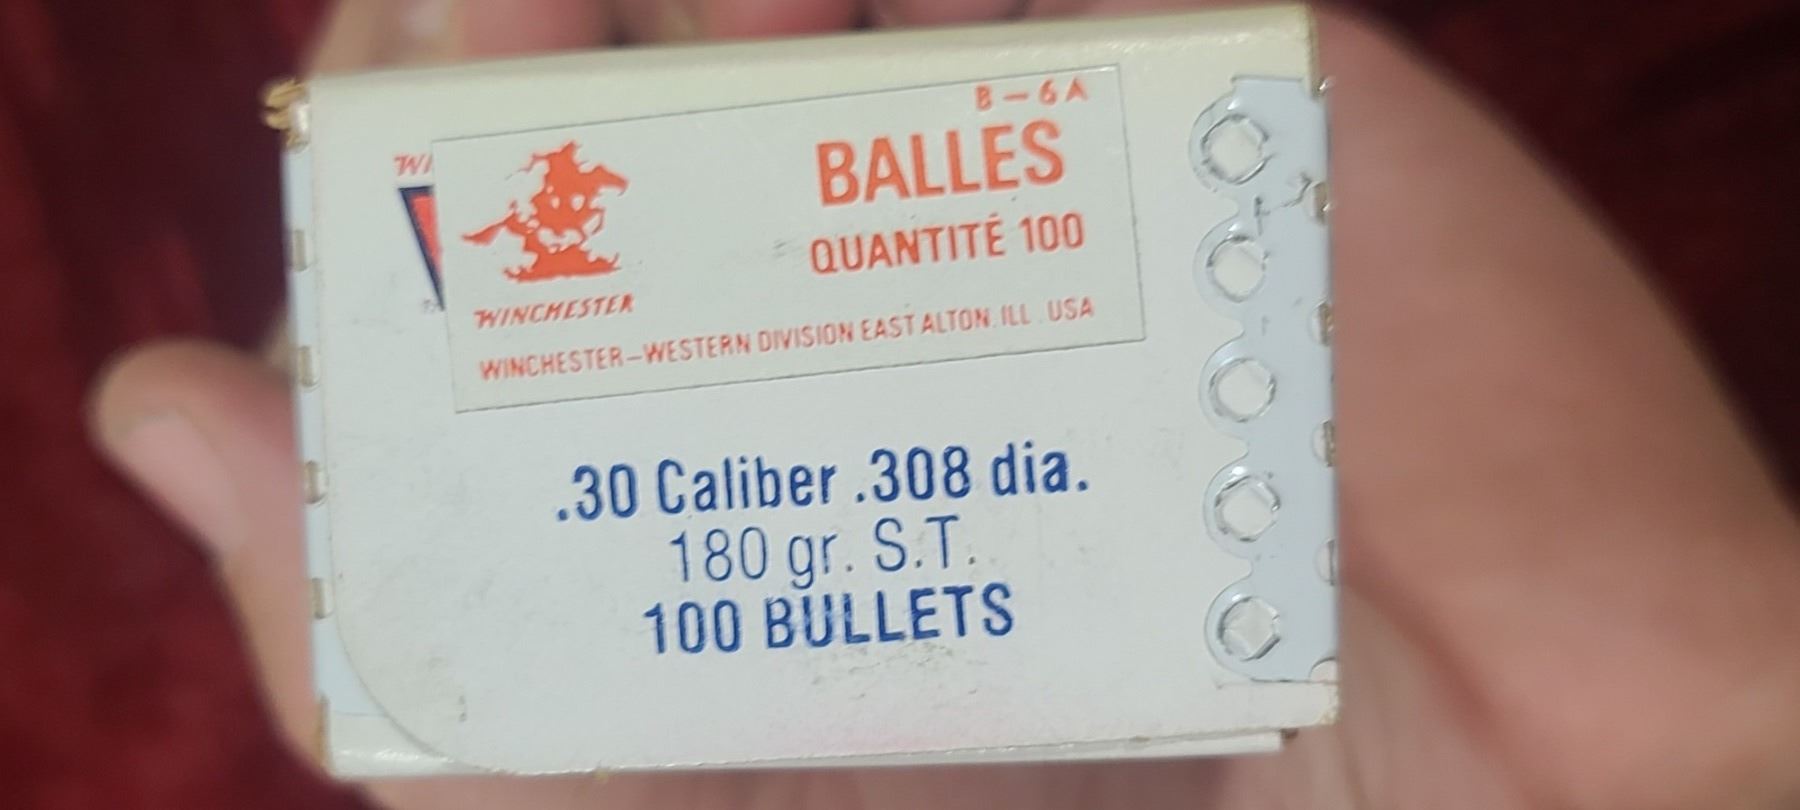 B-6A
BALLES
QUANTITÉ 100
WINCHESTER
WINCHESTER-WESTERN DIVISION EAST ALTON, ILL. USA
.30 Caliber .308 dia.
180 gr. S.T.
100 BULLETS